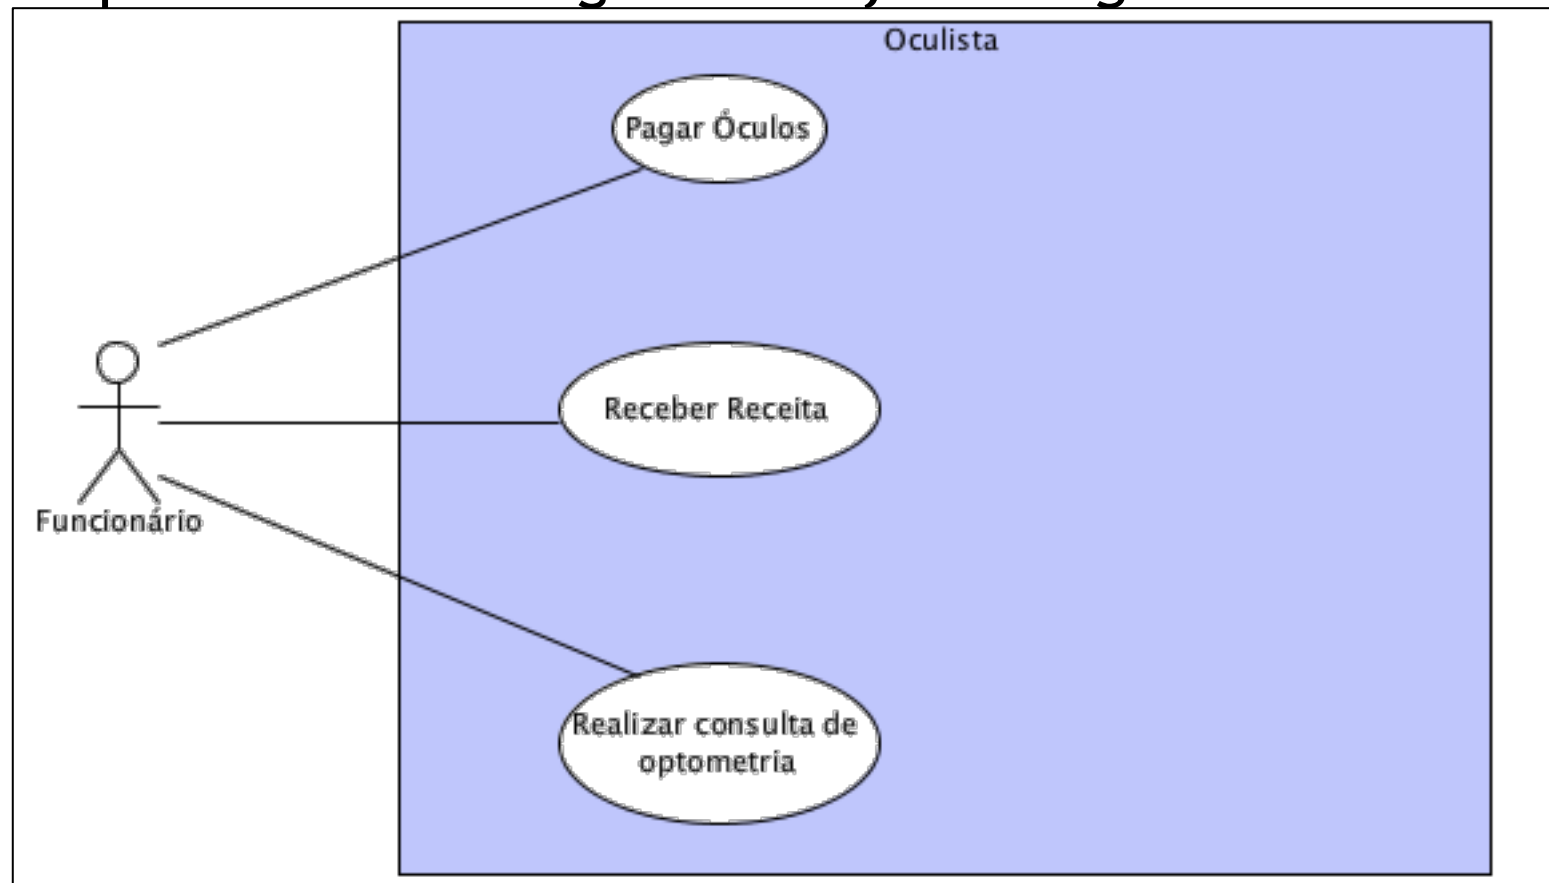 Oculista
Pagar Óculos
Receber Receita
Funcionário
Realizar consulta de
optometria